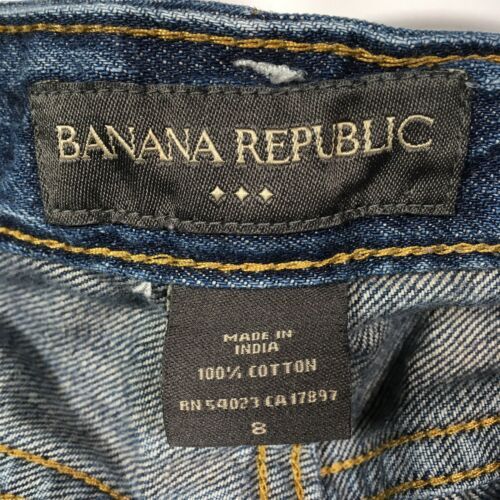 BANANA REPUBLIC
MADE IN
INDIA
100% COTTON
RN 54023 CA 17897
8